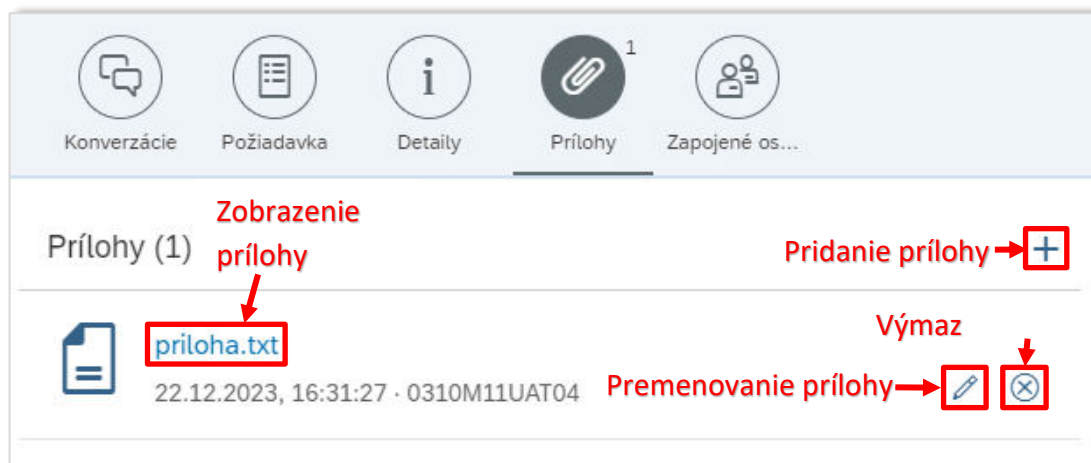 1
Konverzácie Požiadavka Detaily Prílohy Zapojené os...
Zobrazenie
prílohy
Prílohy (1)
Pridanie prílohy
priloha.txt
Výmaz
22.12.2023, 16:31:27 · 0310M11UAT04
Premenovanie prílohy